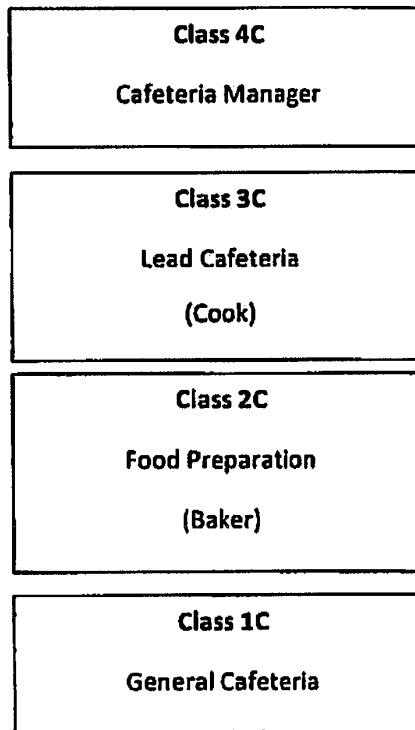 Class 4C
Cafeteria Manager
Class 3C
Lead Cafeteria
(Cook)
Class 2C
Food Preparation
(Baker)
Class 1C
General Cafeteria